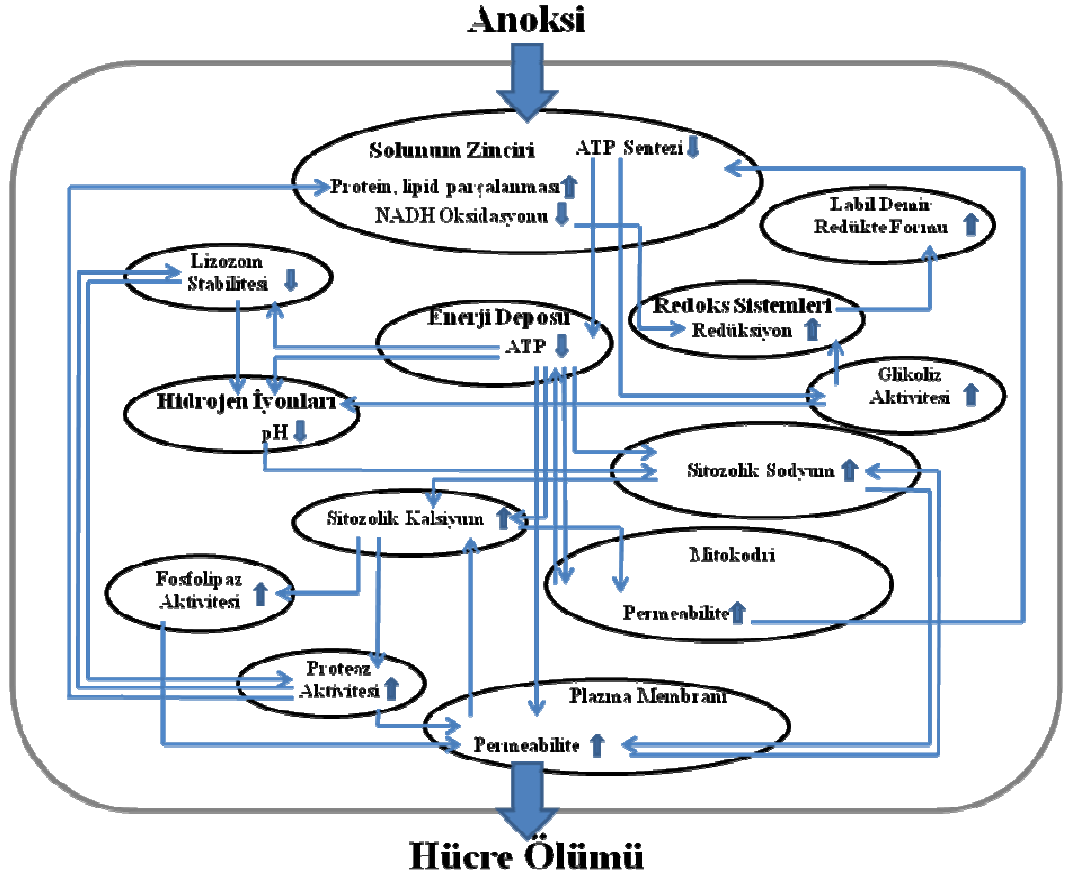 Anoksi
Solunum Zinciri
ATP Sentezi
Protein, lipid parçalanması
NADH Oksidasyonu
Labil Demir
Redükte Formu
Lizozom
Stabilitesi
Enerji Deposu
ATP
Redoks Sistemleri
Redüksiyon
Glikoliz
Aktivitesi
Hidrojen İyonları
pH
Sitozolik Sodyum
Sitozolik Kalsiyum
Mitokodri
Permeabilite
Fosfolipaz
Aktivitesi
Proteaz
Aktivitesi
Plazma Membranı
Permeabilite
Hücre Ölümü